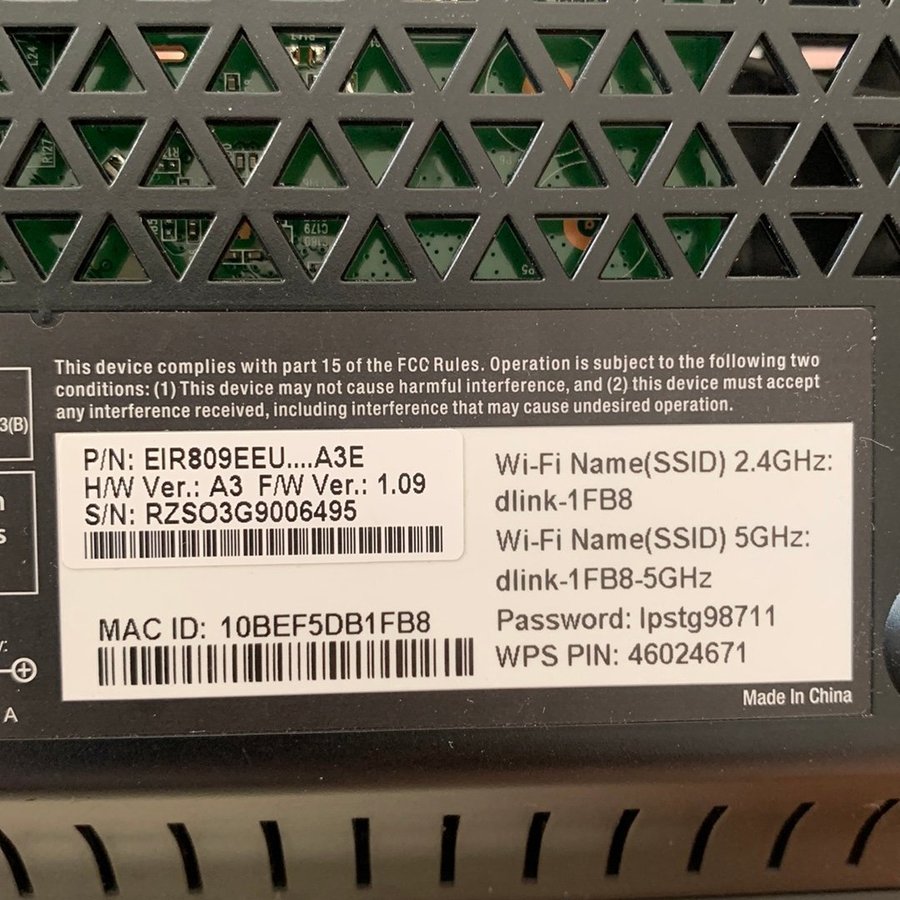 This device complies with part 15 of the FCC Rules. Operation is subject to the following two
conditions: (1) This device may not cause harmful interference, and (2) this device must accept
any interference received, including interference that may cause undesired operation.
3(B)
P/N: EIR809EEU....A3E
H/W Ver.: A3 F/W Ver.: 1.09
S/N: RZSO3G9006495
MAC ID: 10BEF5DB1FB8
Wi-Fi Name(SSID) 2.4GHz:
dlink-1FB8
Wi-Fi Name(SSID) 5GHz:
dlink-1FB8-5GHz
Password: lpstg98711
WPS PIN: 46024671
A
Made In China